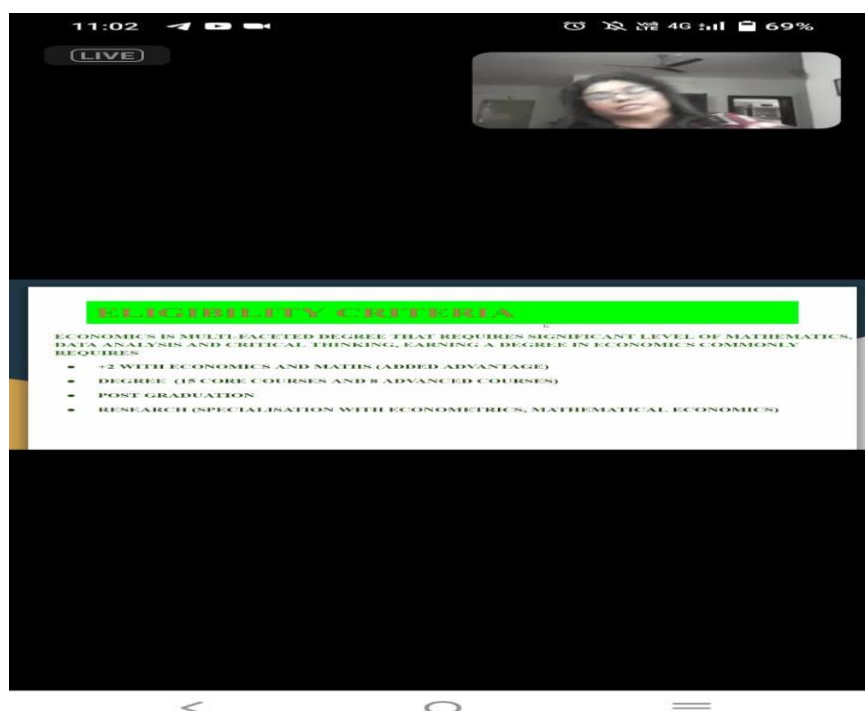 11:02
VoLTE 4G 69%
LIVE
ELIGIBILITY CRITERIA
ECONOMICS IS MULTI-FACETED DEGREE THAT REQUIRES SIGNIFICANT LEVEL OF MATHEMATICS,
DATA ANALYSIS AND CRITICAL THINKING, EARNING A DEGREE IN ECONOMICS COMMONLY
REQUIRES
• +2 WITH ECONOMICS AND MATHS (ADDED ADVANTAGE)
• DEGREE (15 CORE COURSES AND 8 ADVANCED COURSES)
• POST GRADUATION
• RESEARCH (SPECIALISATION WITH ECONOMETRICS, MATHEMATICAL ECONOMICS)